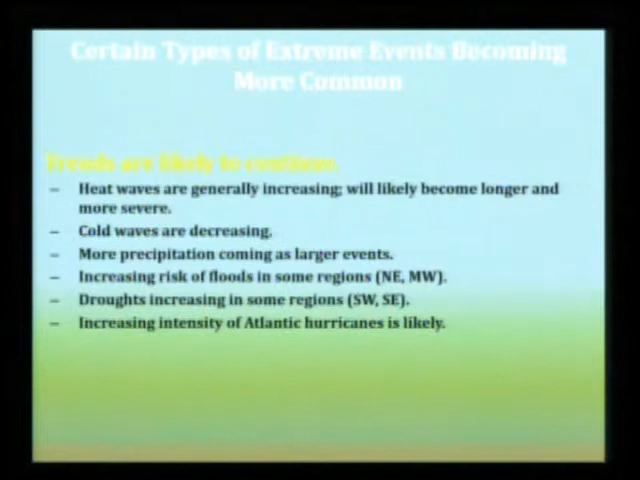 Certain Types of Extreme Events Becoming
More Common
Trends are likely to continue.
– Heat waves are generally increasing; will likely become longer and
more severe.
– Cold waves are decreasing.
– More precipitation coming as larger events.
– Increasing risk of floods in some regions (NE, MW).
– Droughts increasing in some regions (SW, SE).
– Increasing intensity of Atlantic hurricanes is likely.